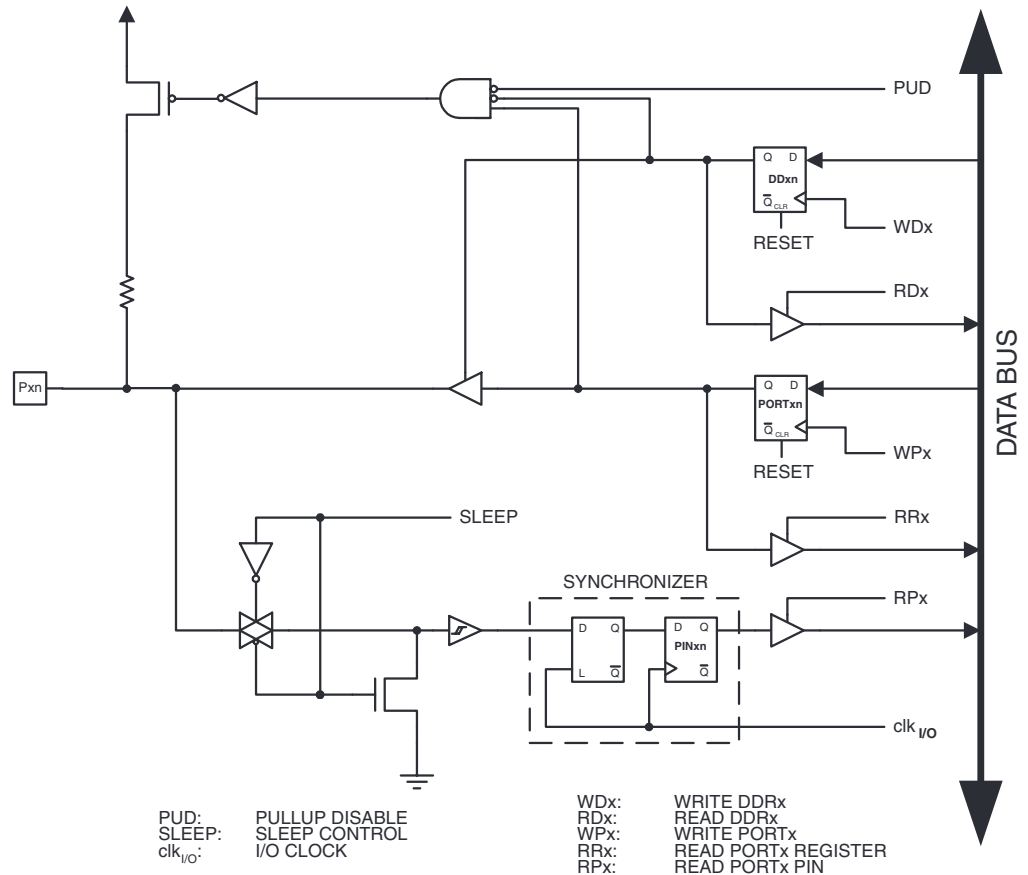 PUD
Q D
DDxn
Q CLR
WDx
RESET
RDx
Pxn
Q D
PORTxn
Q CLR
WPx
RESET
DATA BUS
SLEEP
RRx
SYNCHRONIZER
RPx
D Q
L Q
D Q
PINxn
Q
clk I/O
PUD: PULLUP DISABLE
SLEEP: SLEEP CONTROL
clkI/O: I/O CLOCK
WDx: WRITE DDRx
RDx: READ DDRx
WPx: WRITE PORTx
RRx: READ PORTx REGISTER
RPx: READ PORTx PIN